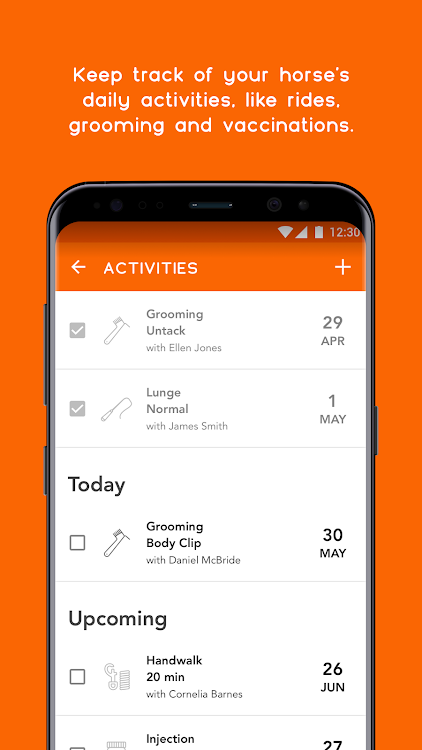 Keep track of your horse's
daily activities, like rides,
grooming and vaccinations.
12:30
ACTIVITIES
Grooming
Untack
with Ellen Jones
29
APR
Lunge
Normal
with James Smith
1
MAY
Today
Grooming
Body Clip
with Daniel McBride
30
MAY
Upcoming
Handwalk
20 min
with Cornelia Barnes
26
JUN
Injection
27